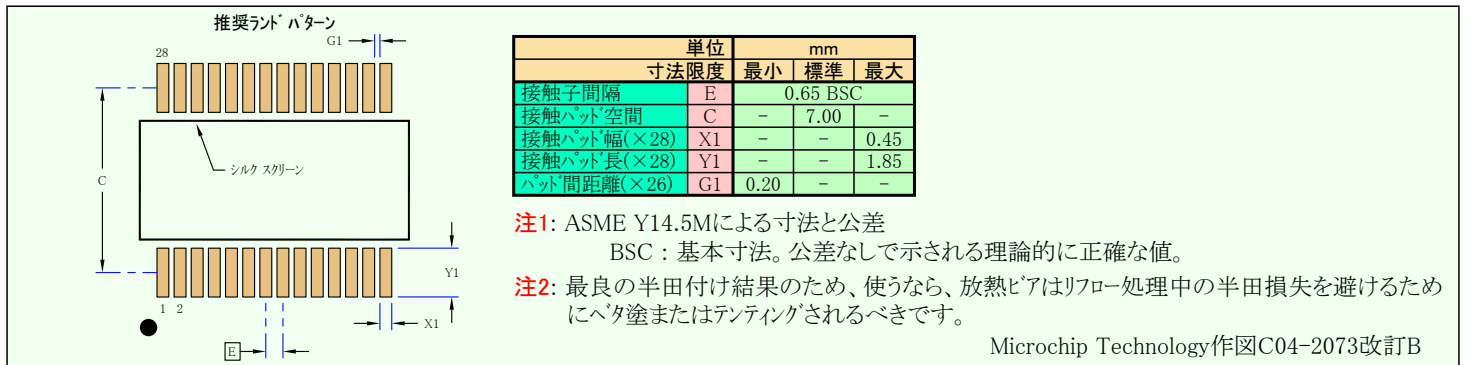 推奨ランド パターン
G1
28
C
シルク スクリーン
Y1
1 2
X1
E
単位 mm
寸法限度 最小 標準 最大
接触子間隔 E 0.65 BSC
接触パッド空間 C - 7.00 -
接触パッド幅(×28) X1 - - 0.45
接触パッド長(×28) Y1 - - 1.85
パッド間距離(×26) G1 0.20 - -
注1: ASME Y14.5Mによる寸法と公差
BSC : 基本寸法。公差なしで示される理論的に正確な値。
注2: 最良の半田付け結果のため、使うなら、放熱ビアはリフロー処理中の半田損失を避けるため
にベタ塗またはテンティングされるべきです。
Microchip Technology作図C04-2073改訂B